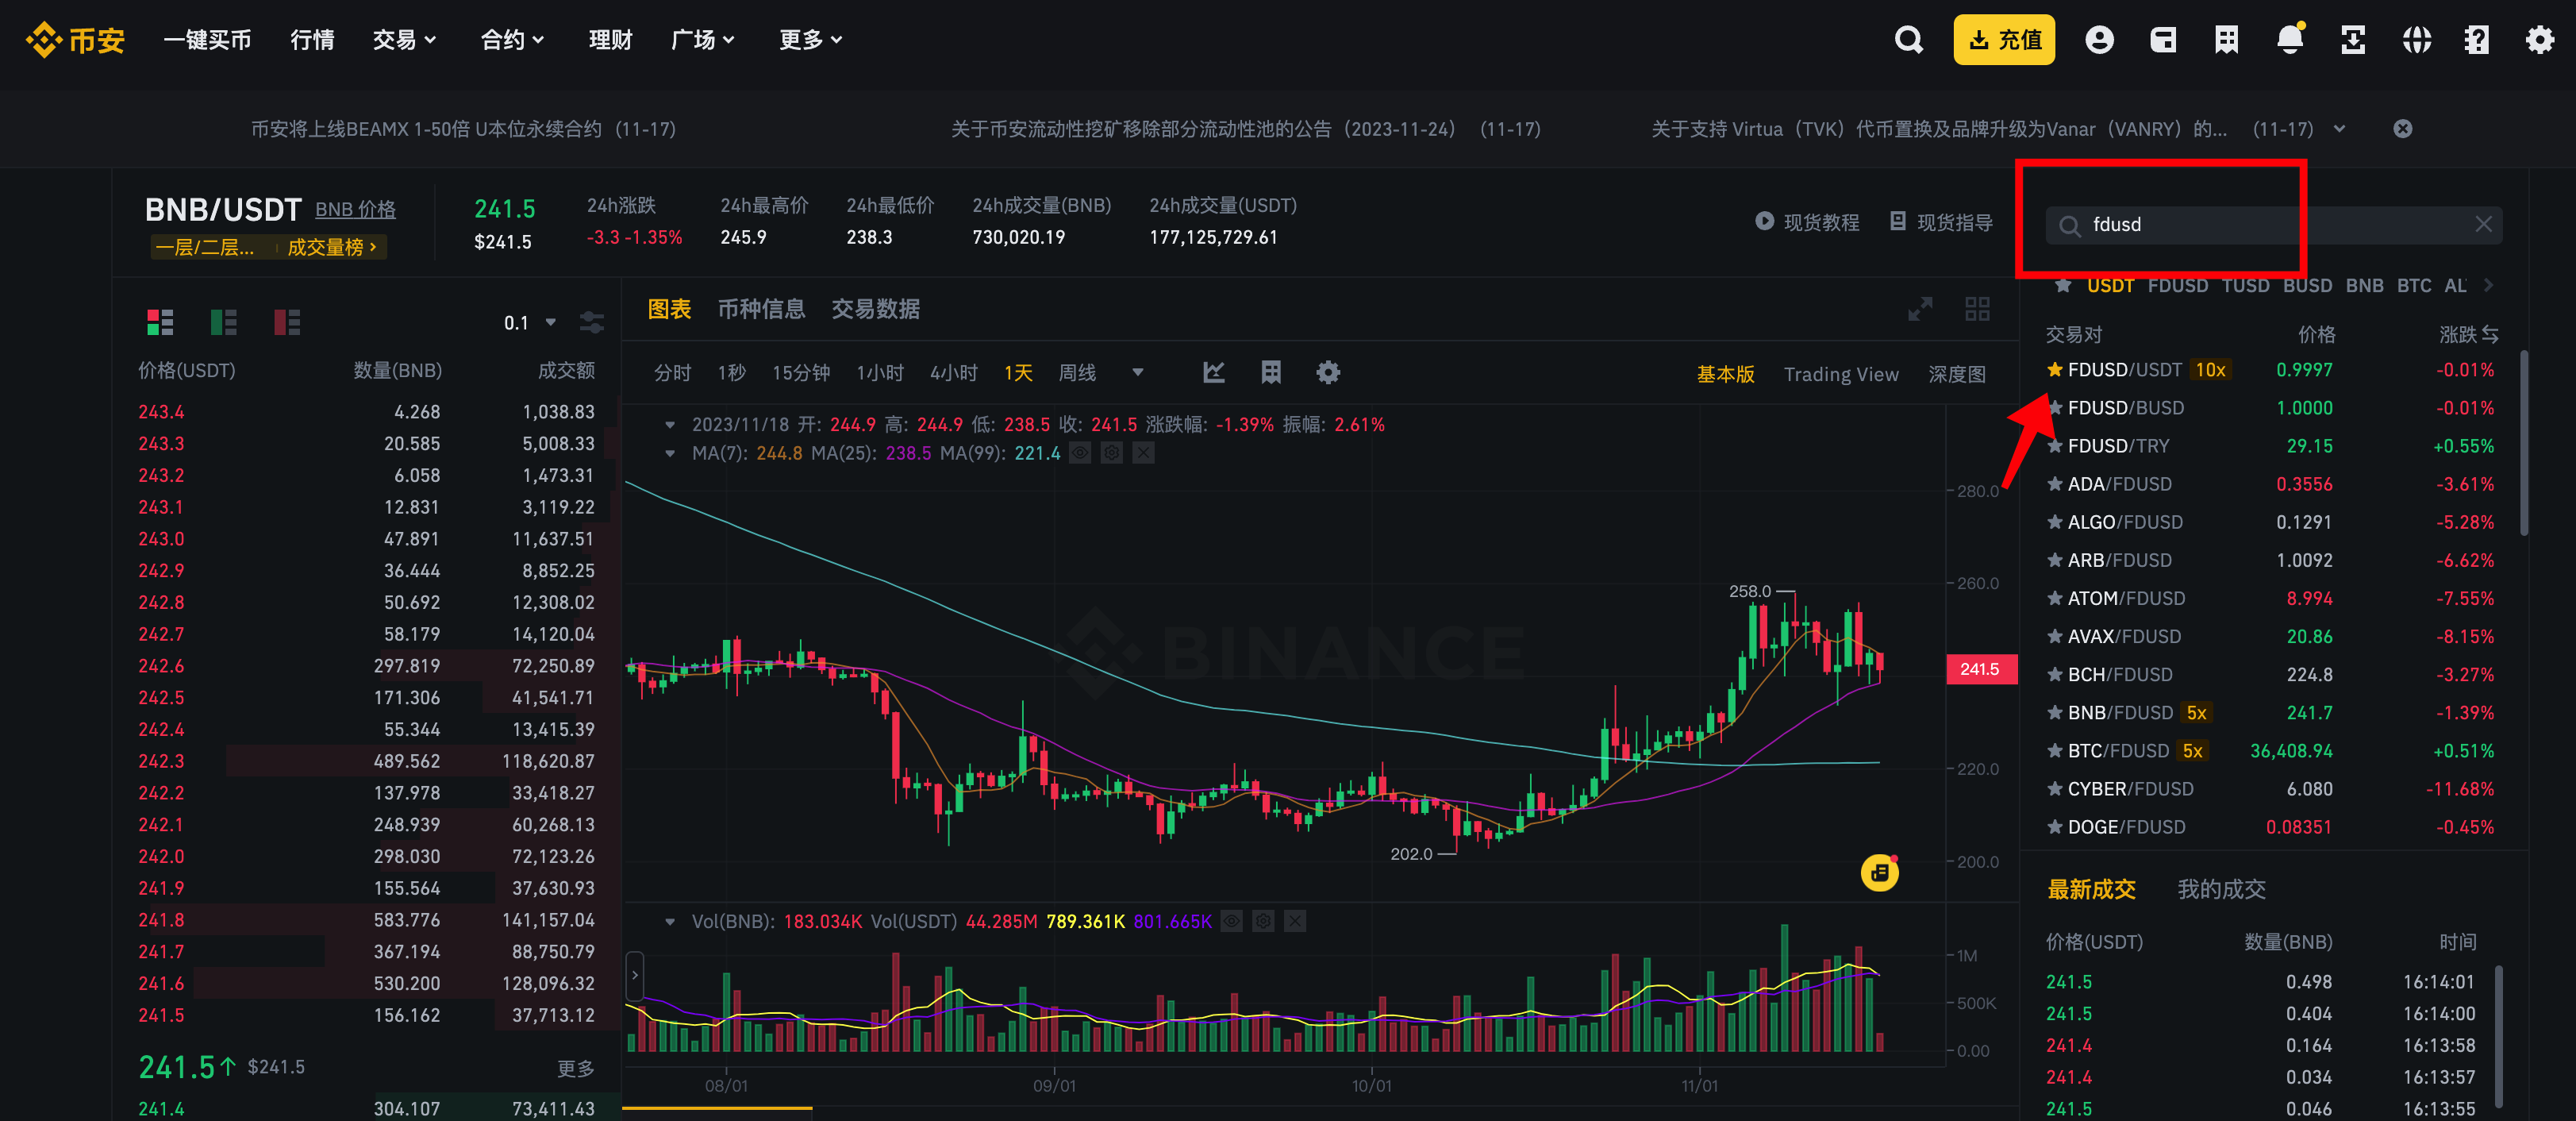 币安 一键买币 行情 交易 合约 理财 广场 更多 充值
币安将上线BEAMX 1-50倍 U本位永续合约 (11-17) 关于币安流动性挖矿移除部分流动性池的公告 (2023-11-24) (11-17) 关于支持 Virtua (TVK) 代币置换及品牌升级为Vanar (VANRY) 的... (11-17)
BNB/USDT BNB 价格
一层/二层... 成交量榜
241.5
$241.5
24h涨跌
-3.3 -1.35%
24h最高价
245.9
24h最低价
238.3
24h成交量(BNB)
730,020.19
24h成交量(USDT)
177,125,729.61
现货教程 现货指导
0.1
价格(USDT) 数量(BNB) 成交额
243.4 4.268 1,038.83
243.3 20.585 5,008.33
243.2 6.058 1,473.31
243.1 12.831 3,119.22
243.0 47.891 11,637.51
242.9 36.444 8,852.25
242.8 50.692 12,308.02
242.7 58.179 14,120.04
242.6 297.819 72,250.89
242.5 171.306 41,541.71
242.4 55.344 13,415.39
242.3 489.562 118,620.87
242.2 137.978 33,418.27
242.1 248.939 60,268.13
242.0 298.030 72,123.26
241.9 155.564 37,630.93
241.8 583.776 141,157.04
241.7 367.194 88,750.79
241.6 530.200 128,096.32
241.5 156.162 37,713.12
241.5 $241.5 更多
241.4 304.107 73,411.43
图表 币种信息 交易数据
分时 1秒 15分钟 1小时 4小时 1天 周线 基本版 Trading View 深度图
2023/11/18 开: 244.9 高: 244.9 低: 238.5 收: 241.5 涨跌幅: -1.39% 振幅: 2.61%
MA(7): 244.8 MA(25): 238.5 MA(99): 221.4
280.0
260.0
258.0
BINANCE
241.5
220.0
202.0
200.0
Vol(BNB): 183.034K Vol(USDT) 44.285M 789.361K 801.665K
1M
500K
0.00
08/01 09/01 10/01 11/01
fdusd
USDT FDUSD TUSD BUSD BNB BTC AL
交易对 价格 涨跌
FDUSD/USDT 10x 0.9997 -0.01%
FDUSD/BUSD 1.0000 -0.01%
FDUSD/TRY 29.15 +0.55%
ADA/FDUSD 0.3556 -3.61%
ALGO/FDUSD 0.1291 -5.28%
ARB/FDUSD 1.0092 -6.62%
ATOM/FDUSD 8.994 -7.55%
AVAX/FDUSD 20.86 -8.15%
BCH/FDUSD 224.8 -3.27%
BNB/FDUSD 5x 241.7 -1.39%
BTC/FDUSD 5x 36,408.94 +0.51%
CYBER/FDUSD 6.080 -11.68%
DOGE/FDUSD 0.08351 -0.45%
最新成交 我的成交
价格(USDT) 数量(BNB) 时间
241.5 0.498 16:14:01
241.5 0.404 16:14:00
241.4 0.164 16:13:58
241.4 0.034 16:13:57
241.5 0.046 16:13:55